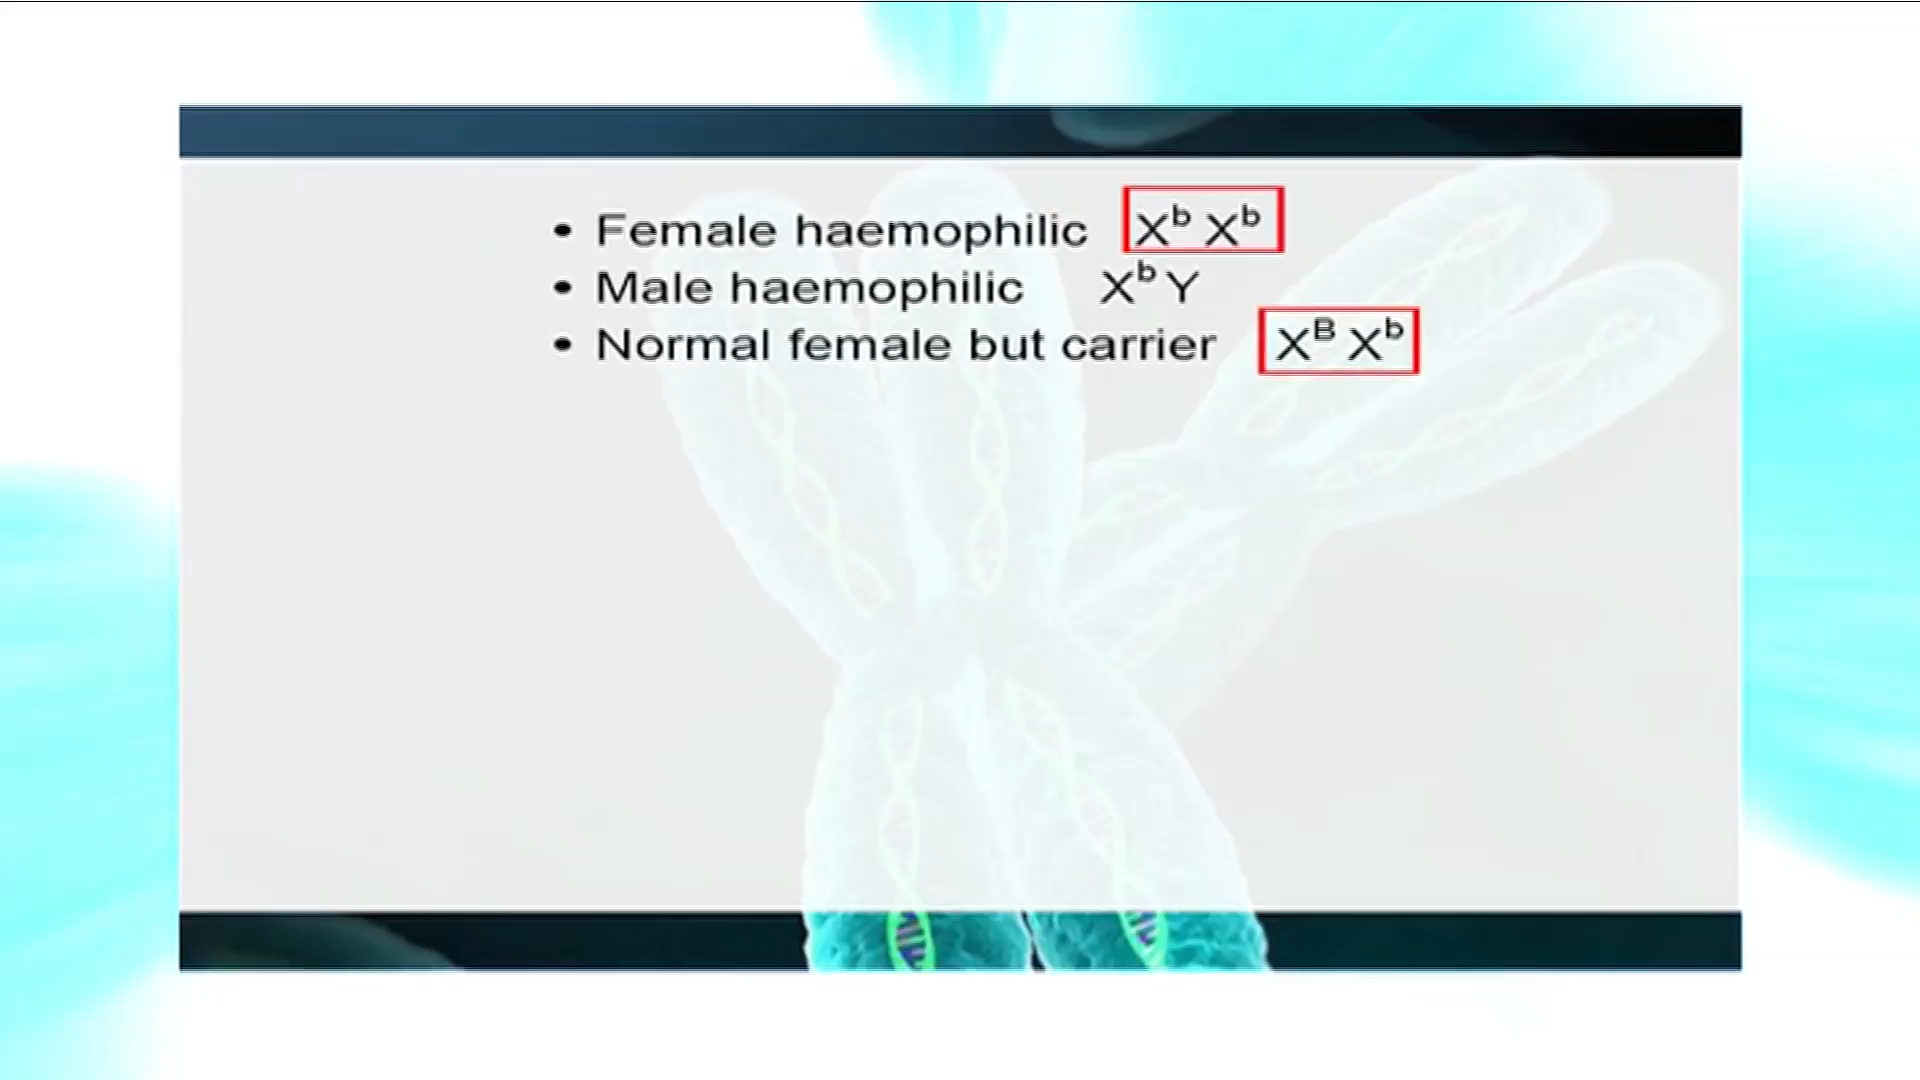 • Female haemophilic X^b X^b
• Male haemophilic X^b Y
• Normal female but carrier X^B X^b